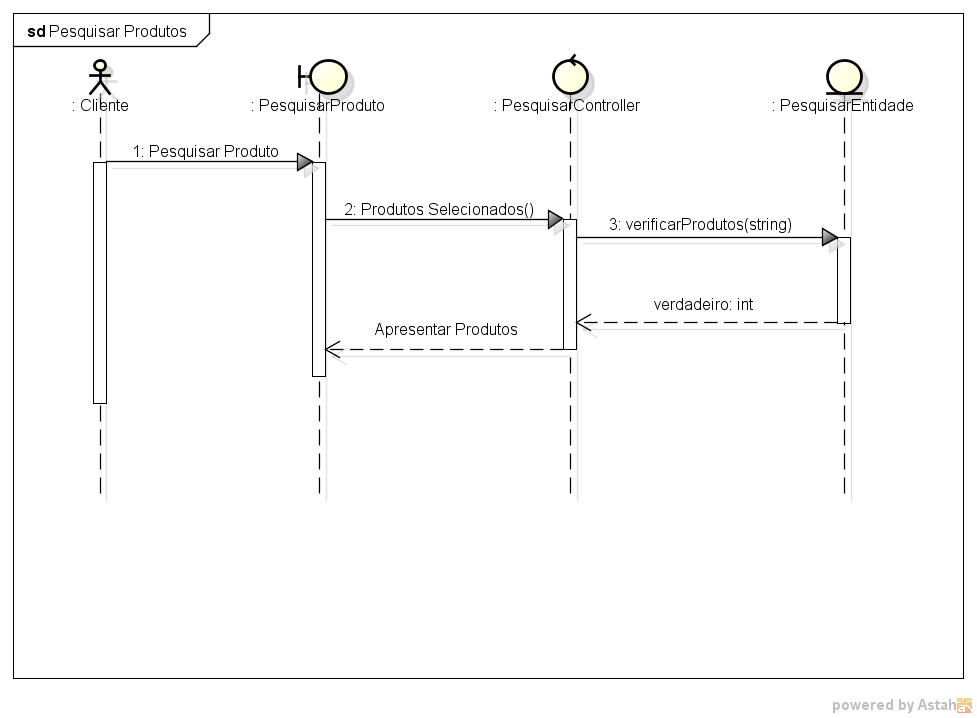 sd Pesquisar Produtos
: Cliente
: PesquisarProduto
: PesquisarController
: PesquisarEntidade
1: Pesquisar Produto
2: Produtos Selecionados()
3: verificarProdutos(string)
verdadeiro: int
Apresentar Produtos
powered by Astah